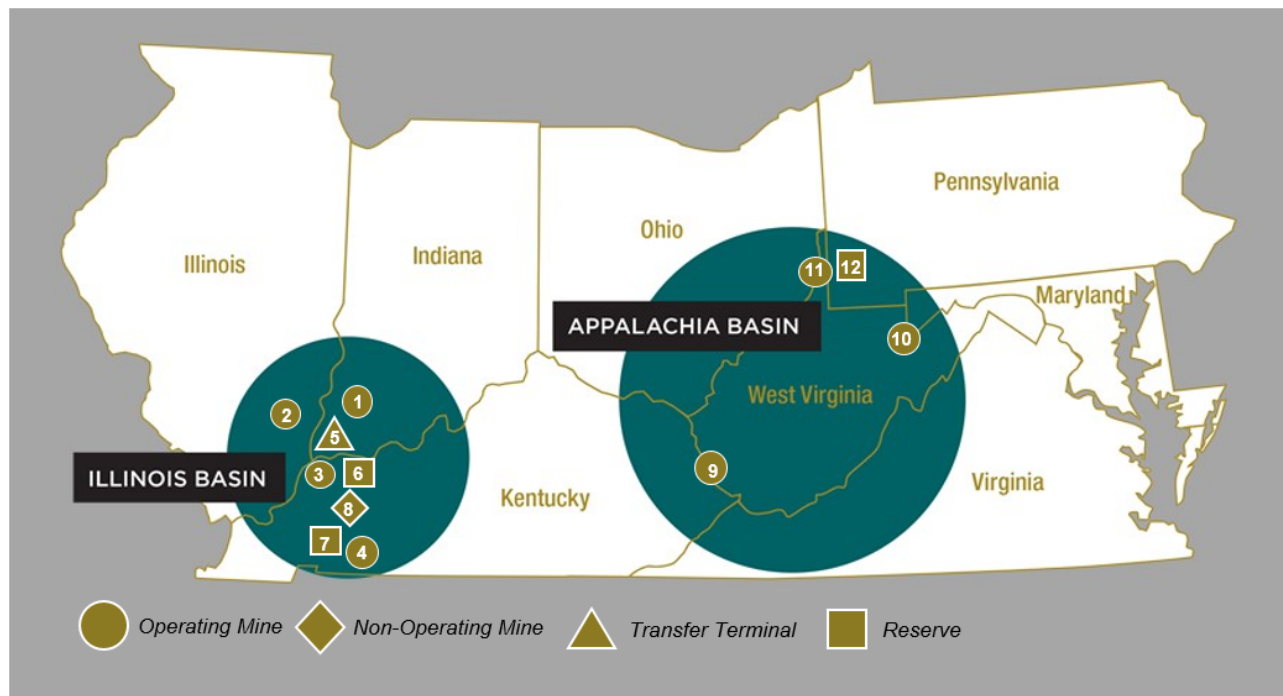 Pennsylvania
Ohio
Indiana
Illinois
11
12
Maryland
APPALACHIA BASIN
10
West Virginia
1
2
5
3
6
ILLINOIS BASIN
9
Virginia
Kentucky
8
7
4
Operating Mine
Non-Operating Mine
Transfer Terminal
Reserve